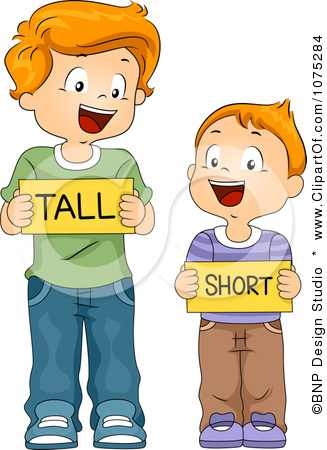 TALL
SHORT
www.ClipartOf.com · 1075284
©BNP Design Studio *